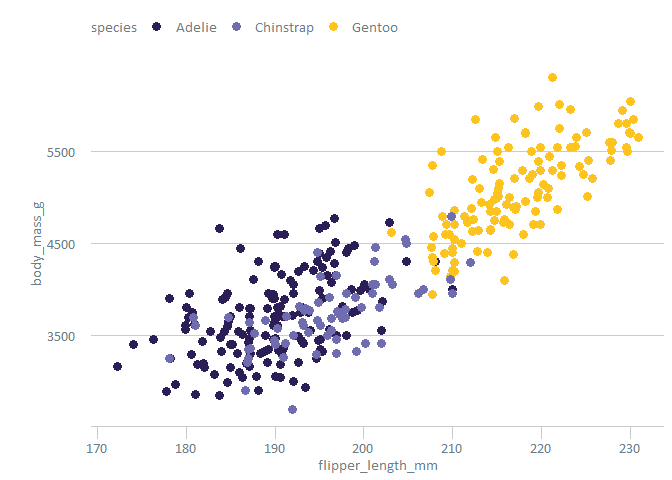 species Adelie Chinstrap Gentoo
5500
4500
3500
body_mass_g
170 180 190 200 210 220 230
flipper_length_mm